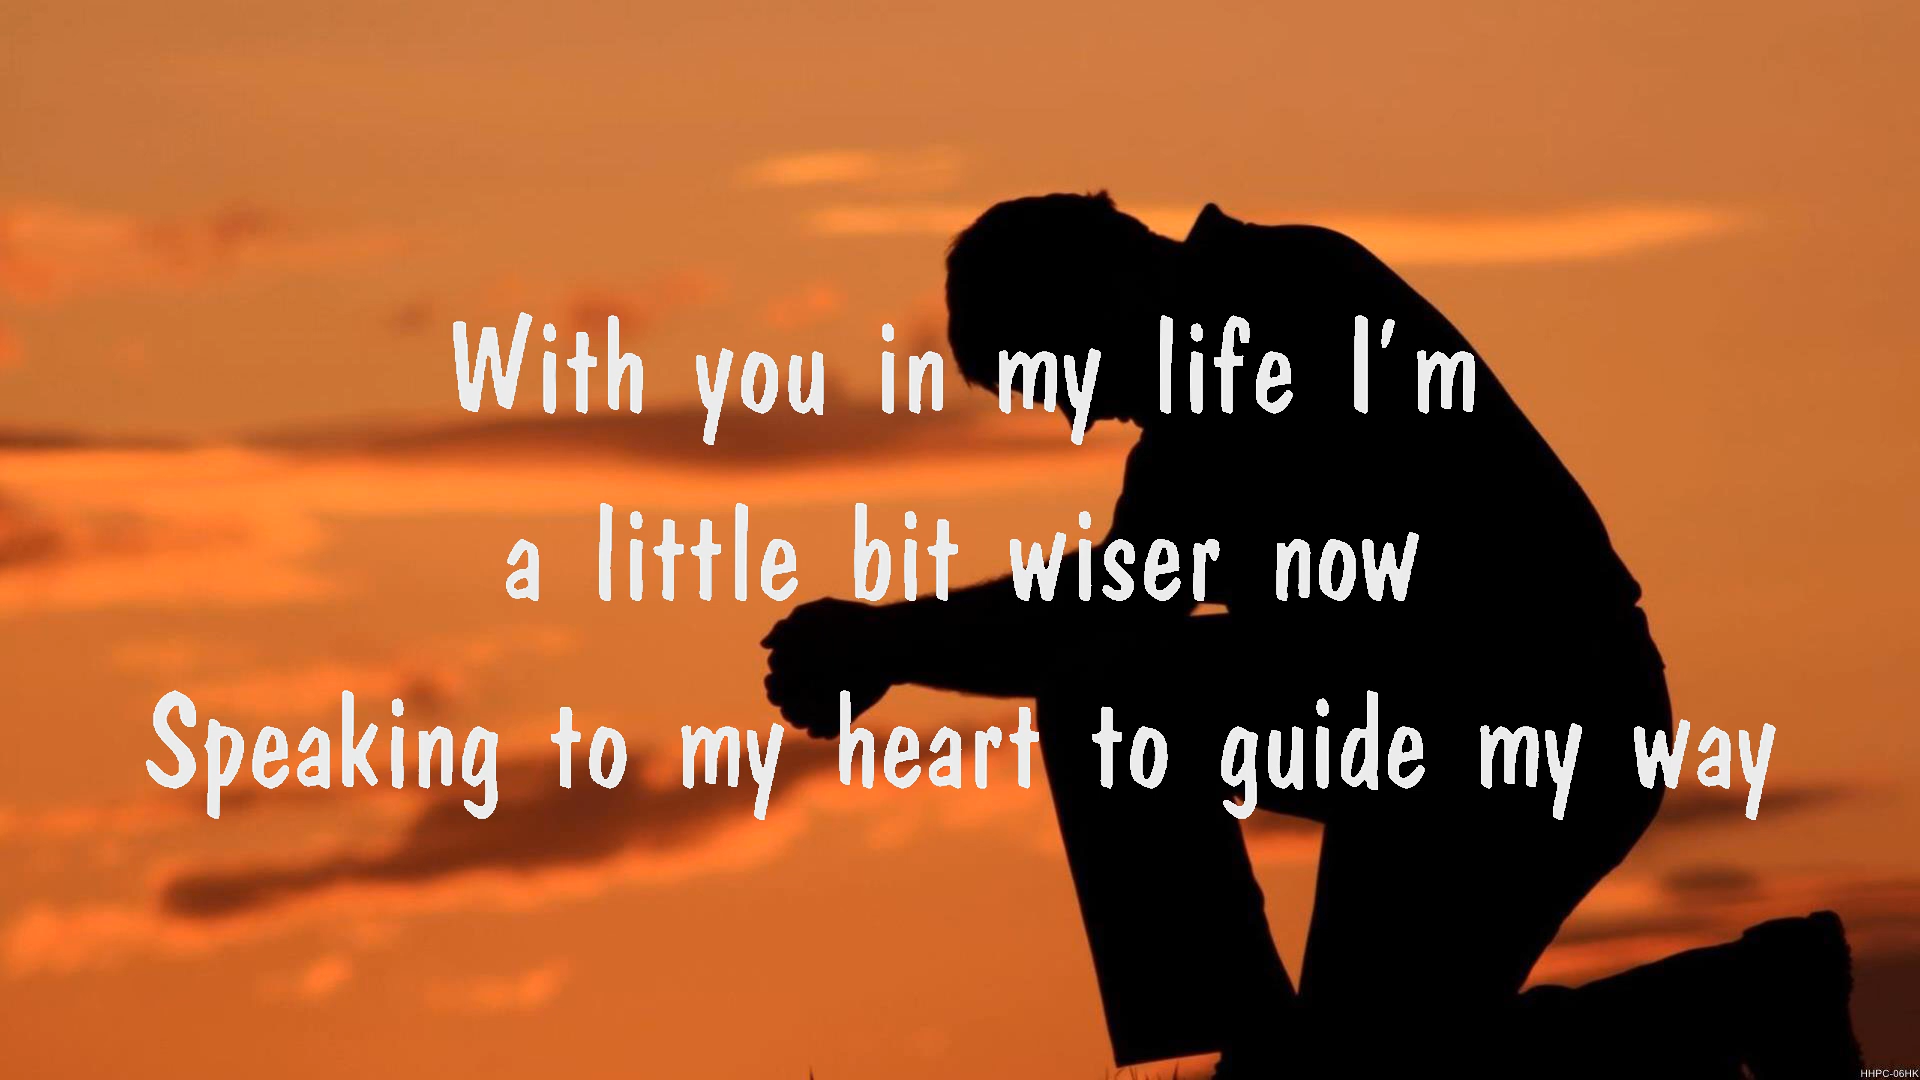 With you in my life I'm
a little bit wiser now
Speaking to my heart to guide my way
HHPC-06HK